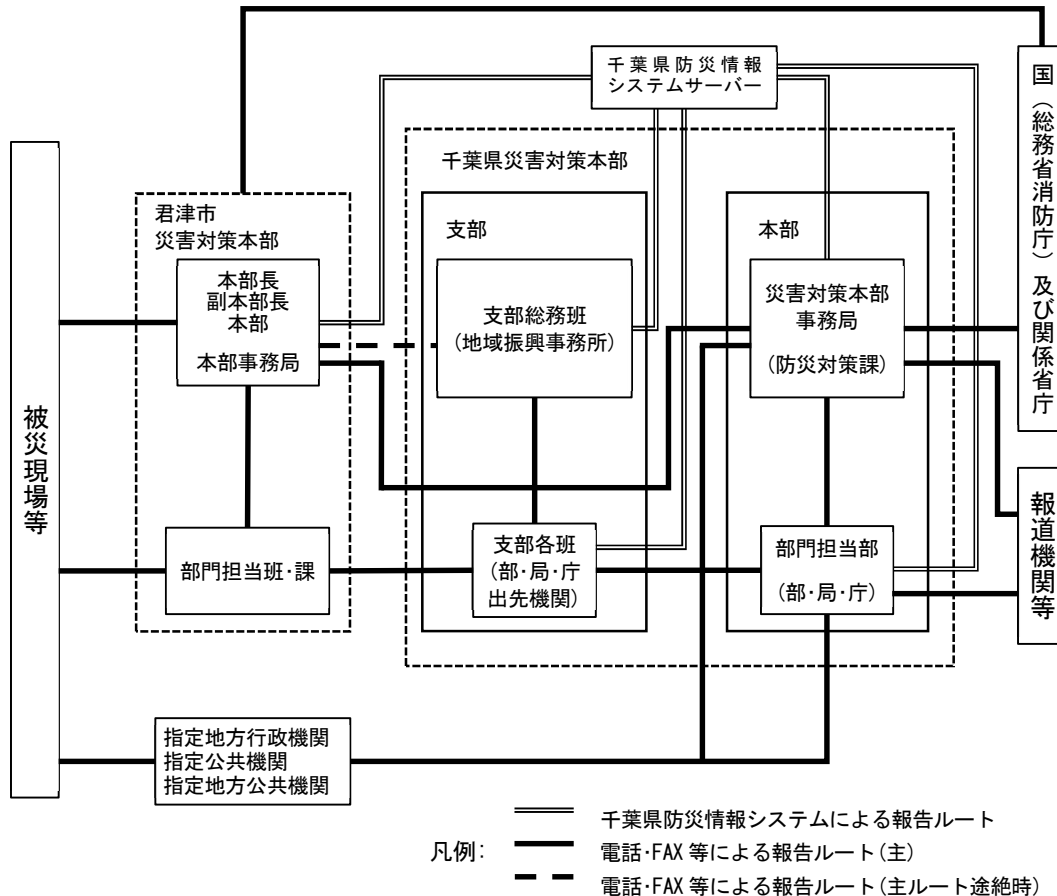 千葉県防災情報
システムサーバー
国（総務省消防庁）及び関係省庁
千葉県災害対策本部
君津市
災害対策本部
支部
本部
本部長
副本部長
本部
本部事務局
支部総務班
(地域振興事務所)
災害対策本部
事務局
(防災対策課)
被災現場等
報道機関等
部門担当班･課
支部各班
(部･局･庁
出先機関)
部門担当部
(部･局･庁)
指定地方行政機関
指定公共機関
指定地方公共機関
凡例:
千葉県防災情報システムによる報告ルート
電話･FAX 等による報告ルート(主)
電話･FAX 等による報告ルート(主ルート途絶時)